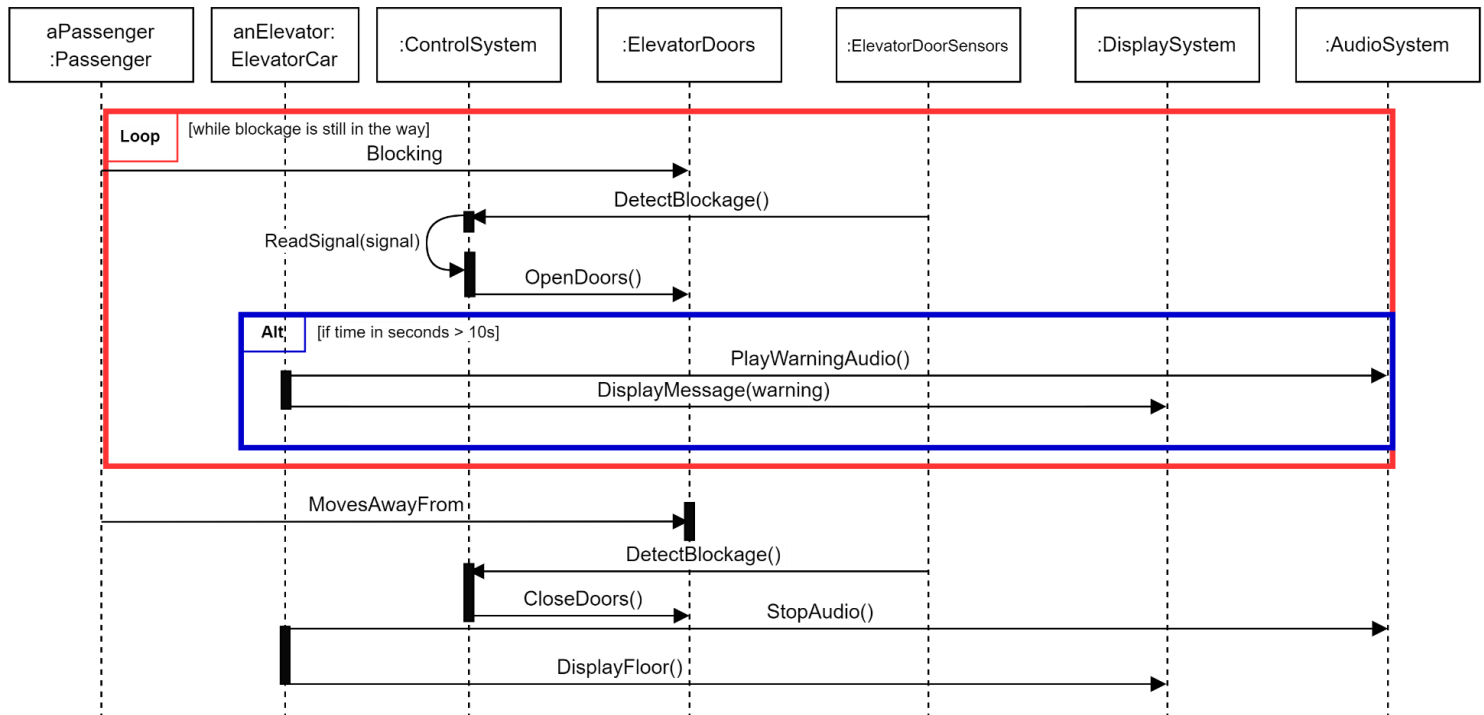 aPassenger
:Passenger
anElevator:
ElevatorCar
:ControlSystem
:ElevatorDoors
:ElevatorDoorSensors
:DisplaySystem
:AudioSystem
Loop
[while blockage is still in the way]
Blocking
DetectBlockage()
ReadSignal(signal)
OpenDoors()
Alt
[if time in seconds > 10s]
PlayWarningAudio()
DisplayMessage(warning)
MovesAwayFrom
DetectBlockage()
CloseDoors()
StopAudio()
DisplayFloor()